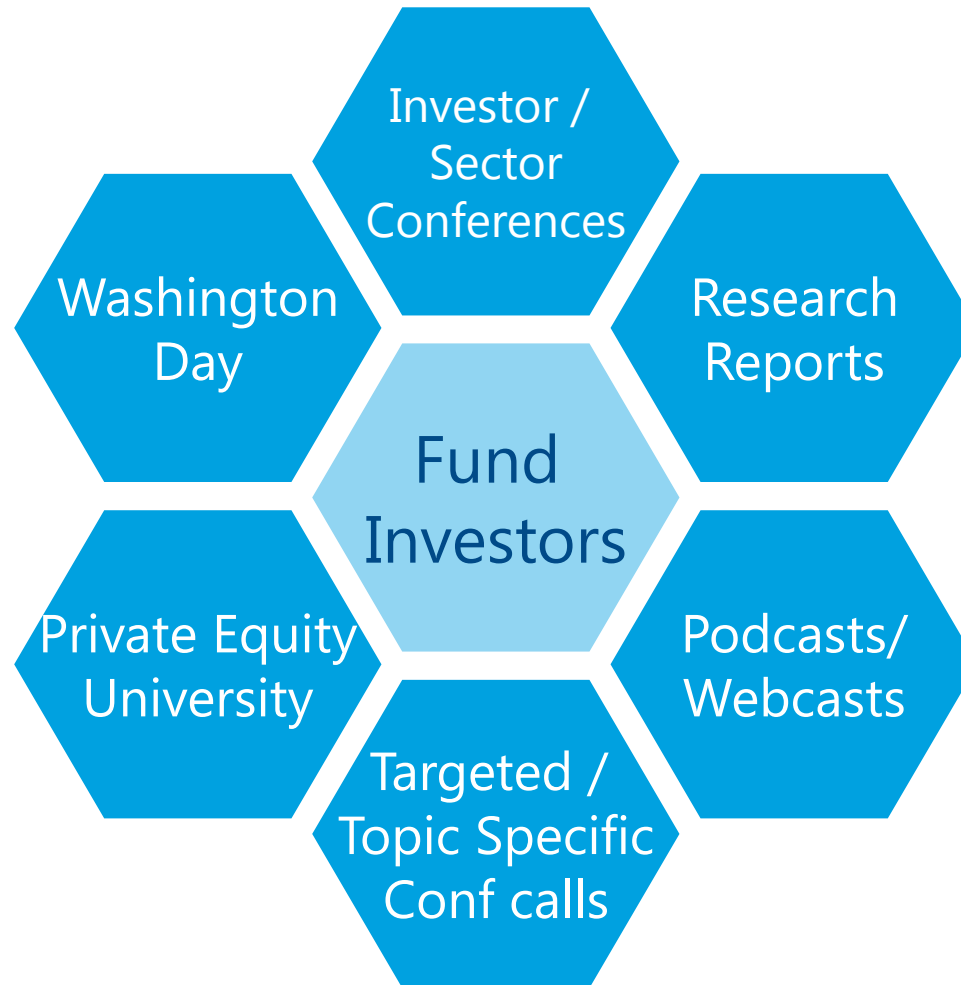 Investor /
Sector
Conferences
Washington
Day
Research
Reports
Fund
Investors
Private Equity
University
Podcasts/
Webcasts
Targeted /
Topic Specific
Conf calls